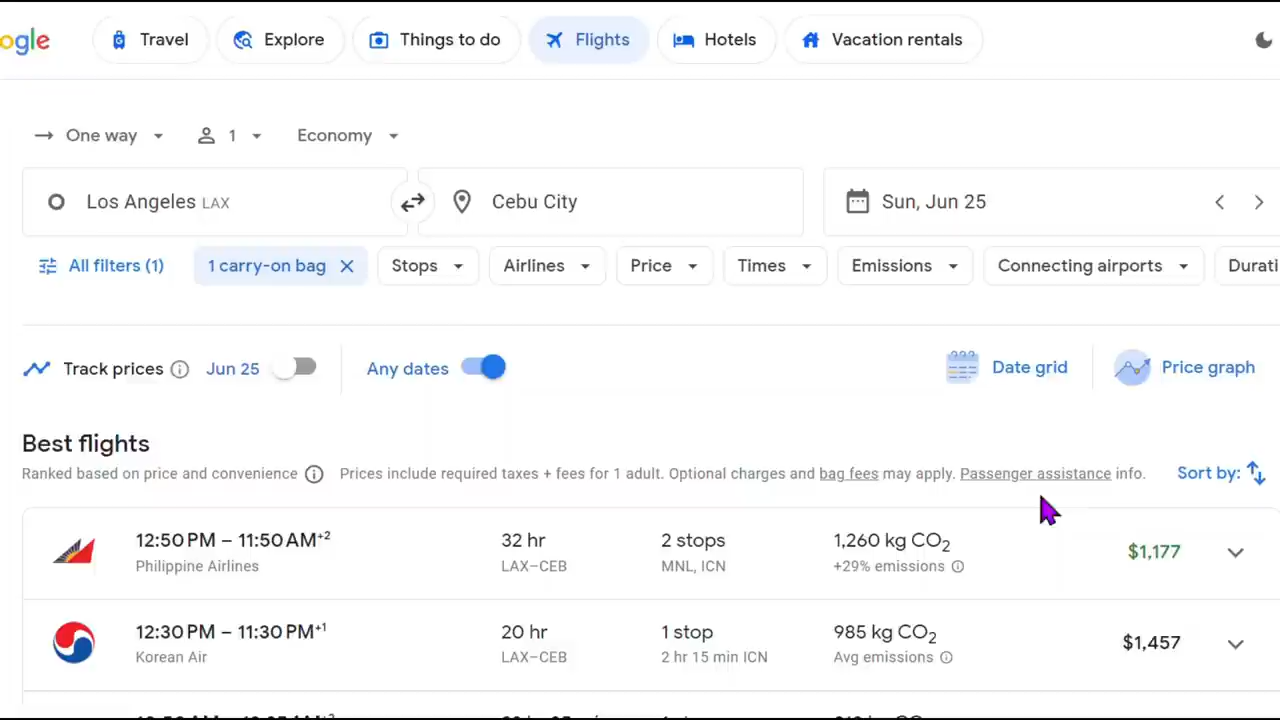 ogle Travel Explore Things to do Flights Hotels Vacation rentals
One way 1 Economy
Los Angeles LAX Cebu City Sun, Jun 25
All filters (1) 1 carry-on bag Stops Airlines Price Times Emissions Connecting airports Durati
Track prices Jun 25 Any dates Date grid Price graph
Best flights
Ranked based on price and convenience Prices include required taxes + fees for 1 adult. Optional charges and bag fees may apply. Passenger assistance info. Sort by:
12:50 PM – 11:50 AM+2 32 hr 2 stops 1,260 kg CO2 $1,177
Philippine Airlines LAX–CEB MNL, ICN +29% emissions
12:30 PM – 11:30 PM+1 20 hr 1 stop 985 kg CO2 $1,457
Korean Air LAX–CEB 2 hr 15 min ICN Avg emissions